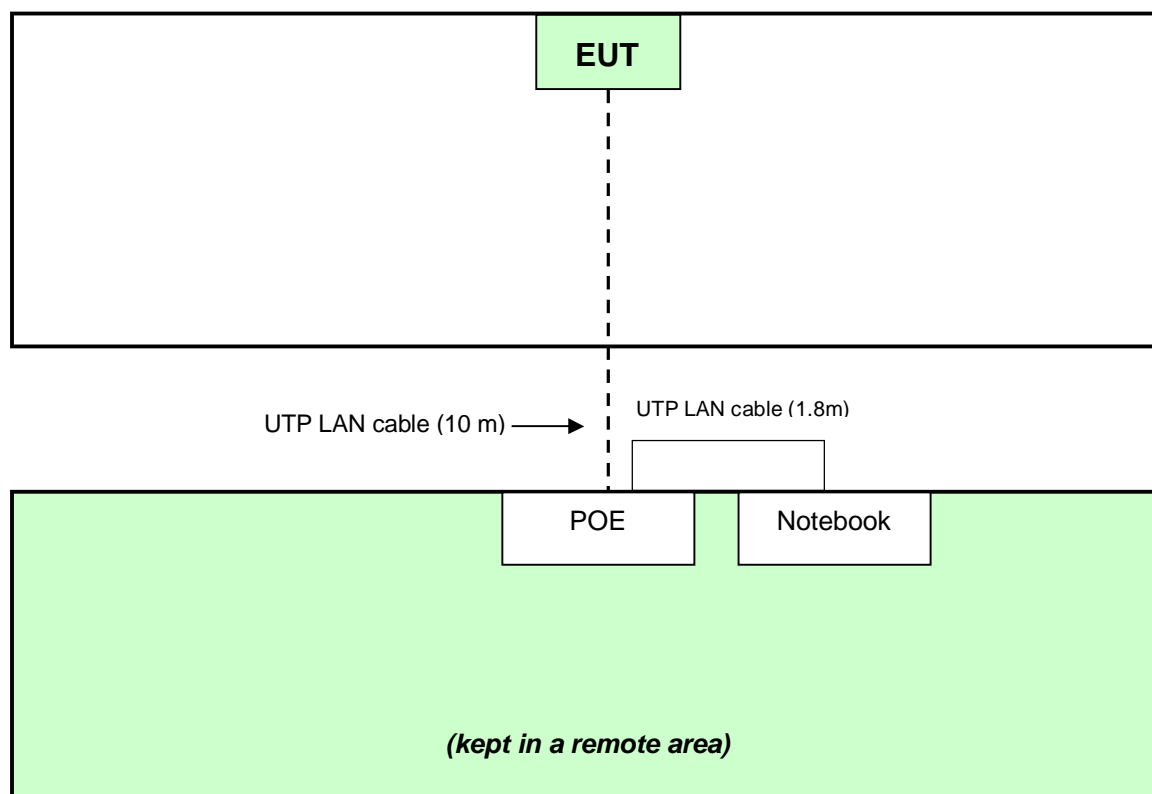 EUT
UTP LAN cable (10 m)
UTP LAN cable (1.8m)
POE
Notebook
(kept in a remote area)